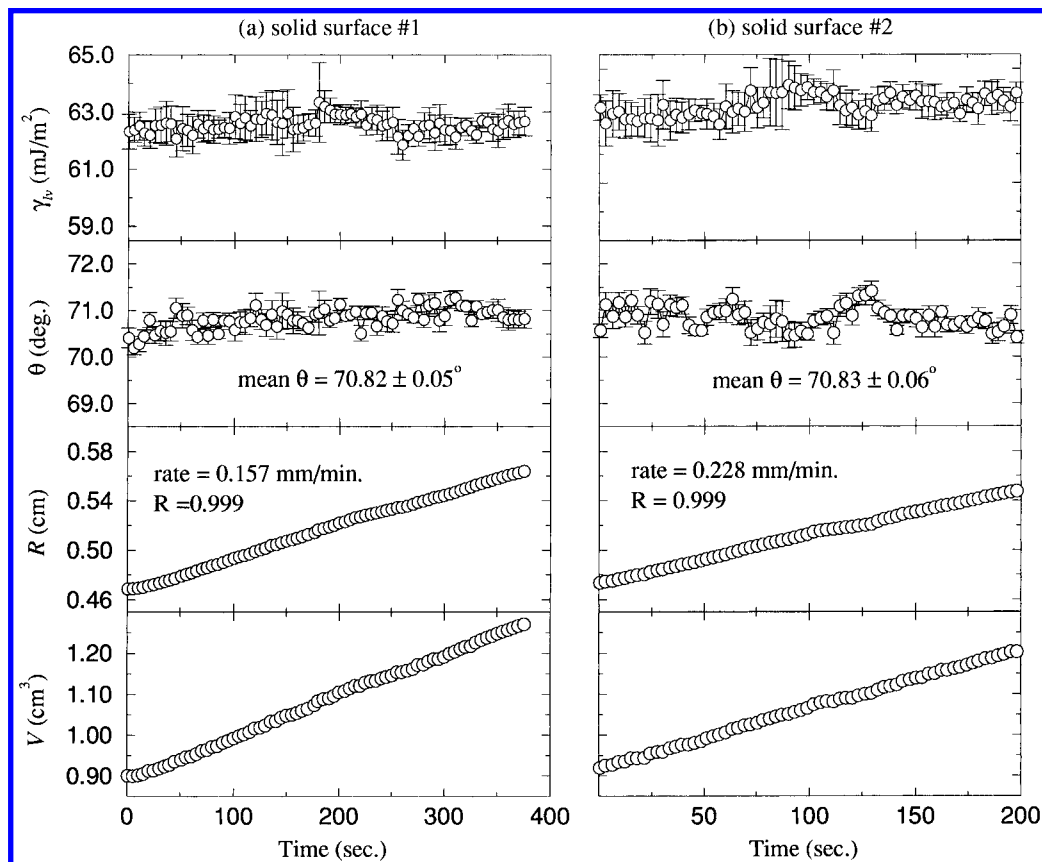 (a) solid surface #1
(b) solid surface #2
65.0
63.0
61.0
59.0
γlv (mJ/m²)
72.0
71.0
70.0
69.0
θ (deg.)
mean θ = 70.82 ± 0.05°
mean θ = 70.83 ± 0.06°
0.58
0.54
0.50
0.46
R (cm)
rate = 0.157 mm/min.
R =0.999
rate = 0.228 mm/min.
R = 0.999
1.20
1.10
1.00
0.90
V (cm³)
0 100 200 300 400
0 50 100 150 200
Time (sec.)
Time (sec.)